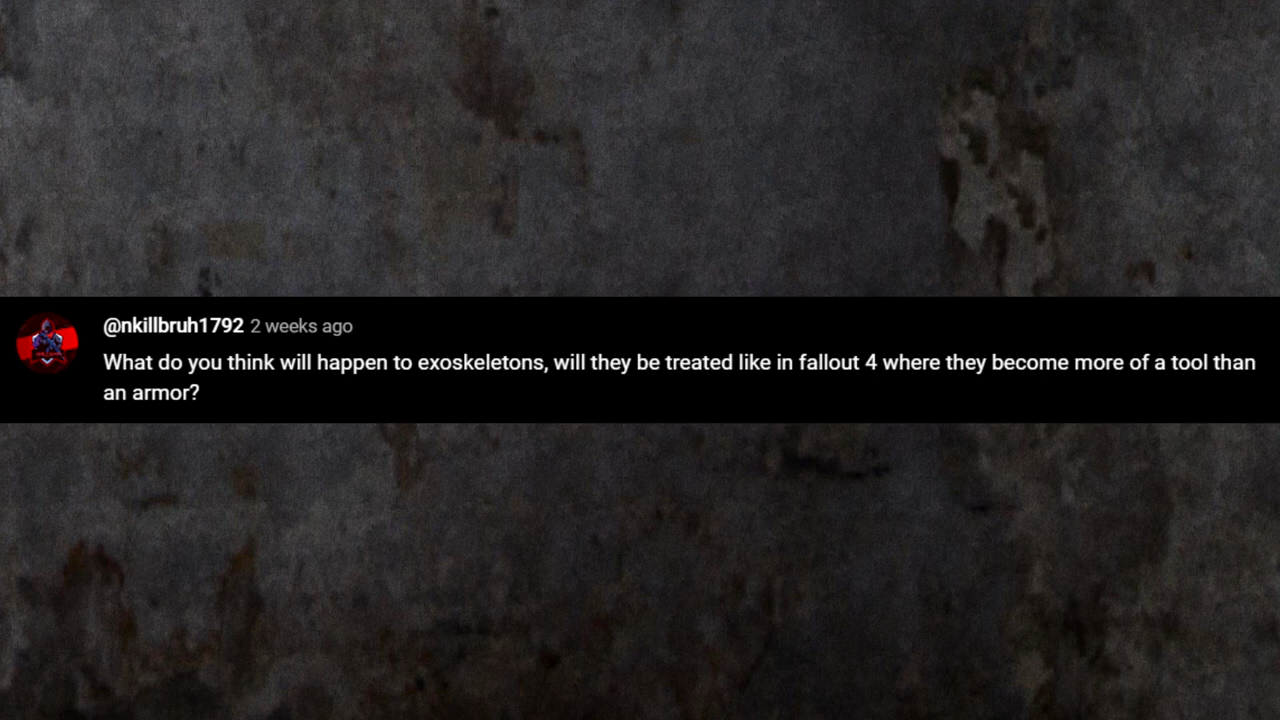 @nkillbruh1792 2 weeks ago
What do you think will happen to exoskeletons, will they be treated like in fallout 4 where they become more of a tool than
an armor?